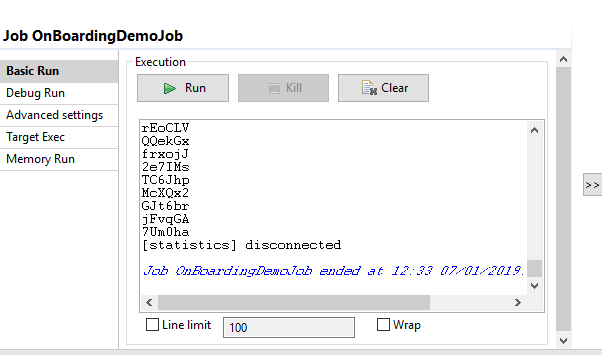 Job OnBoardingDemoJob
Basic Run
Debug Run
Advanced settings
Target Exec
Memory Run
Execution
Run
Kill
Clear
rEoCLV
QQekGx
frxojJ
2e7IMs
TC6Jhp
McXQx2
GJt6br
jFvqGA
7Um0ha
[statistics] disconnected
Job OnBoardingDemoJob ended at 12:33 07/01/2019.
Line limit
100
Wrap
>>